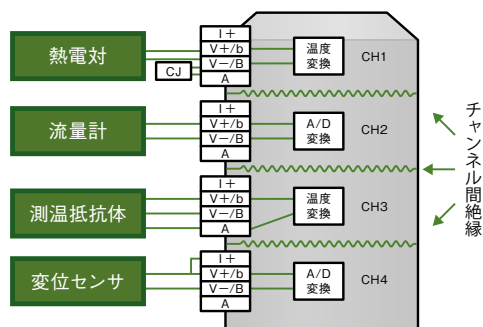 熱電対
CJ
I+
V+/b
V−/B
A
温度
変換
CH1
流量計
I+
V+/b
V−/B
A
A/D
変換
CH2
測温抵抗体
I+
V+/b
V−/B
A
温度
変換
CH3
変位センサ
I+
V+/b
V−/B
A
A/D
変換
CH4
チャンネル間絶縁